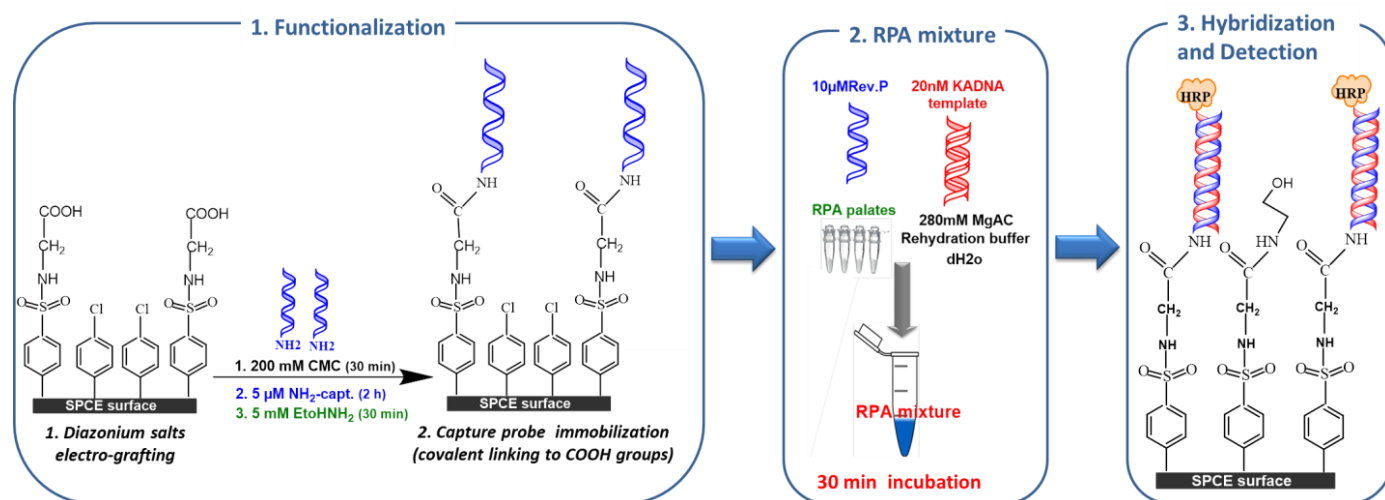 1. Functionalization
COOH
CH2
NH
O
S
O
Cl
Cl
COOH
CH2
NH
O
S
O
SPCE surface
1. Diazonium salts
electro-grafting
NH2 NH2
1. 200 mM CMC (30 min)
2. 5 µM NH2-capt. (2 h)
3. 5 mM EtoHNH2 (30 min)
NH
O
C
CH2
NH
O
S
O
Cl
Cl
NH
O
C
CH2
NH
O
S
O
SPCE surface
2. Capture probe immobilization
(covalent linking to COOH groups)
2. RPA mixture
10µMRev.P
20nM KADNA
template
RPA palates
280mM MgAC
Rehydration buffer
dH2o
RPA mixture
30 min incubation
3. Hybridization
and Detection
HRP
HRP
OH
NH
HN
NH
O
C
O
C
O
C
CH2
CH2
CH2
NH
NH
NH
O
S
O
O
S
O
O
S
O
SPCE surface